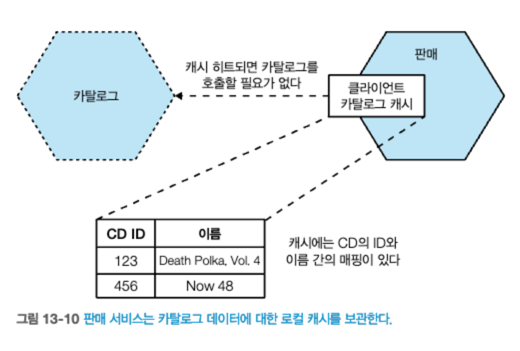 판매
캐시 히트되면 카탈로그를
호출할 필요가 없다
카탈로그
클라이언트
카탈로그 캐시
CD ID 이름
123 Death Polka, Vol. 4
456 Now 48
캐시에는 CD의 ID와
이름 간의 매핑이 있다
그림 13-10 판매 서비스는 카탈로그 데이터에 대한 로컬 캐시를 보관한다.